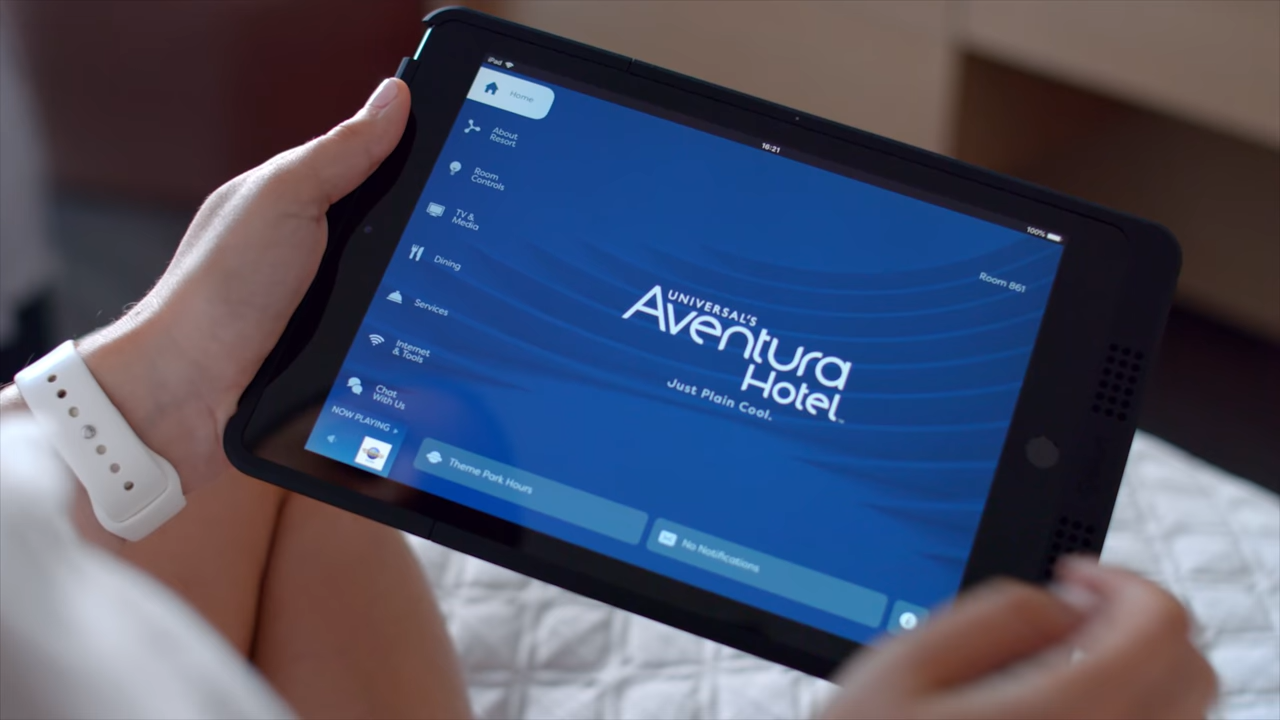 iPad
16:21
100%
Home
About
Resort
Room
Controls
TV &
Media
Dining
Services
Internet
& Tools
Chat
With Us
NOW PLAYING
Room 861
UNIVERSAL'S
Aventura
Hotel™
Just Plain Cool.
Theme Park Hours
No Notifications